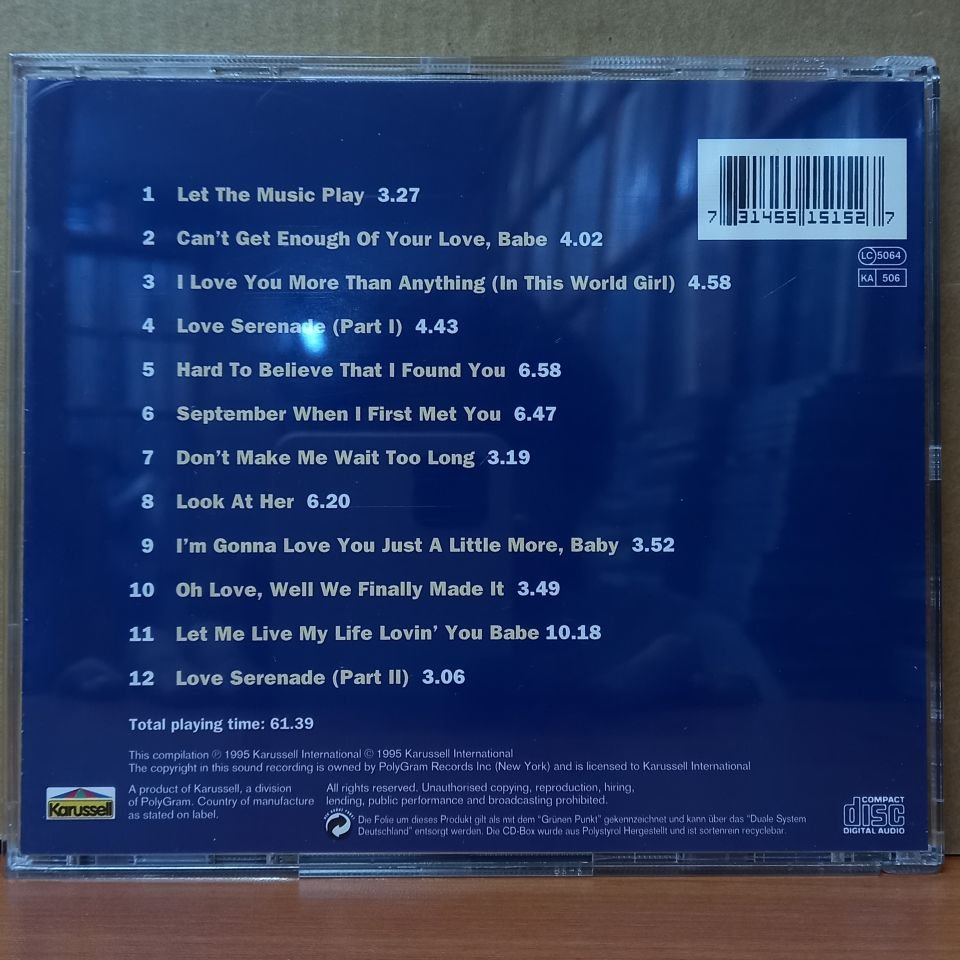 1 Let The Music Play 3.27
2 Can't Get Enough Of Your Love, Babe 4.02
3 I Love You More Than Anything (In This World Girl) 4.58
4 Love Serenade (Part I) 4.43
5 Hard To Believe That I Found You 6.58
6 September When I First Met You 6.47
7 Don't Make Me Wait Too Long 3.19
8 Look At Her 6.20
9 I'm Gonna Love You Just A Little More, Baby 3.52
10 Oh Love, Well We Finally Made It 3.49
11 Let Me Live My Life Lovin' You Babe 10.18
12 Love Serenade (Part II) 3.06
Total playing time: 61.39
7 31455 15152 7
LC 5064
KA 506
This compilation ℗ 1995 Karussell International © 1995 Karussell International
The copyright in this sound recording is owned by PolyGram Records Inc (New York) and is licensed to Karussell International
Karussell
A product of Karussell, a division
of PolyGram. Country of manufacture
as stated on label.
All rights reserved. Unauthorised copying, reproduction, hiring,
lending, public performance and broadcasting prohibited.
Die Folie um dieses Produkt gilt als mit dem "Grünen Punkt" gekennzeichnet und kann über das "Duale System
Deutschland" entsorgt werden. Die CD-Box wurde aus Polystyrol Hergestellt und ist sortenrein recyclebar.
COMPACT
disc
DIGITAL AUDIO